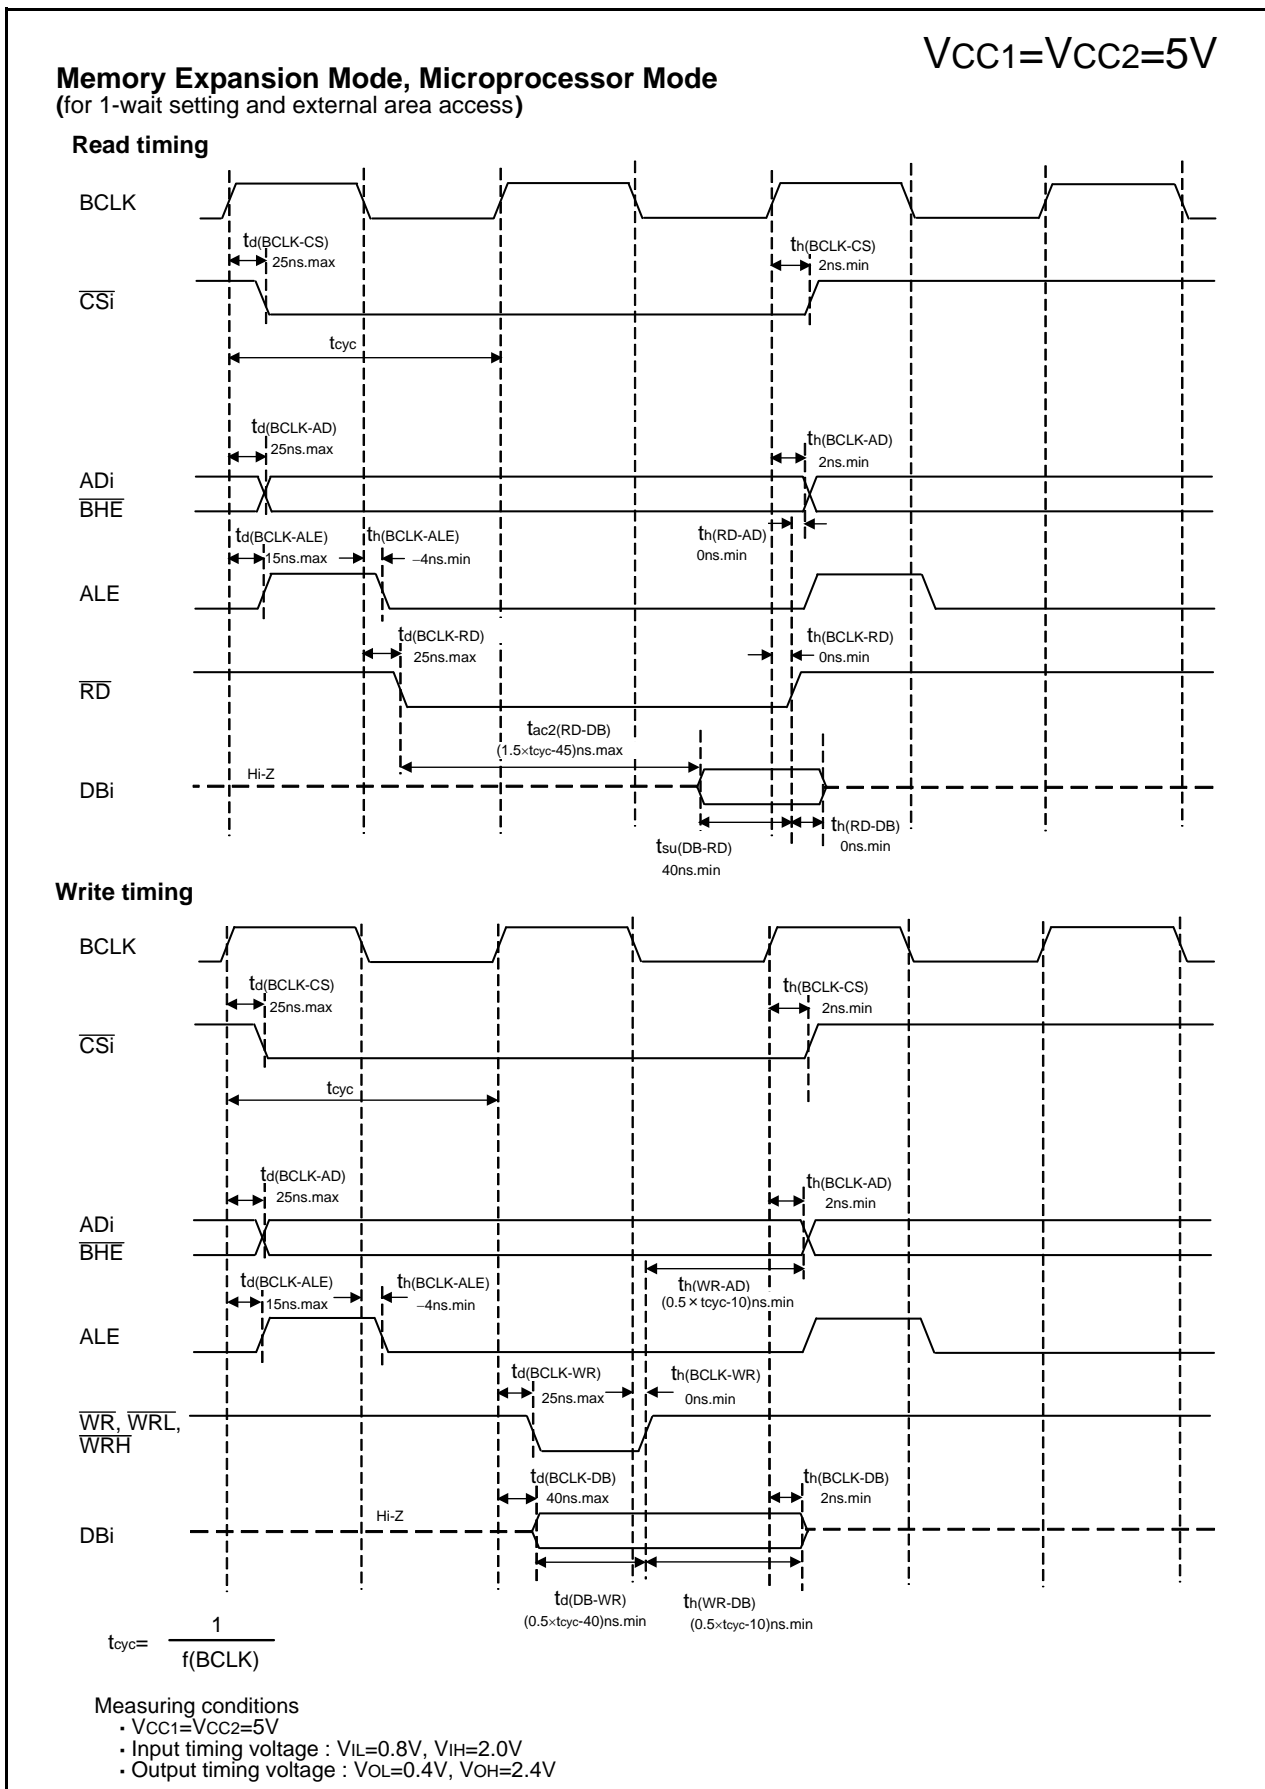 VCC1=VCC2=5V
Memory Expansion Mode, Microprocessor Mode
(for 1-wait setting and external area access)
Read timing
BCLK
td(BCLK-CS)
25ns.max
th(BCLK-CS)
2ns.min
CSi
tcyc
td(BCLK-AD)
25ns.max
th(BCLK-AD)
2ns.min
ADi
BHE
td(BCLK-ALE)
15ns.max
th(BCLK-ALE)
–4ns.min
th(RD-AD)
0ns.min
ALE
td(BCLK-RD)
25ns.max
th(BCLK-RD)
0ns.min
RD
tac2(RD-DB)
(1.5×tcyc-45)ns.max
Hi-Z
DBi
tsu(DB-RD)
40ns.min
th(RD-DB)
0ns.min
Write timing
BCLK
td(BCLK-CS)
25ns.max
th(BCLK-CS)
2ns.min
CSi
tcyc
td(BCLK-AD)
25ns.max
th(BCLK-AD)
2ns.min
ADi
BHE
td(BCLK-ALE)
15ns.max
th(BCLK-ALE)
–4ns.min
th(WR-AD)
(0.5×tcyc-10)ns.min
ALE
td(BCLK-WR)
25ns.max
th(BCLK-WR)
0ns.min
WR, WRL,
WRH
td(BCLK-DB)
40ns.max
th(BCLK-DB)
2ns.min
Hi-Z
DBi
td(DB-WR)
(0.5×tcyc-40)ns.min
th(WR-DB)
(0.5×tcyc-10)ns.min
tcyc= 1
f(BCLK)
Measuring conditions
· VCC1=VCC2=5V
· Input timing voltage : VIL=0.8V, VIH=2.0V
· Output timing voltage : VOL=0.4V, VOH=2.4V